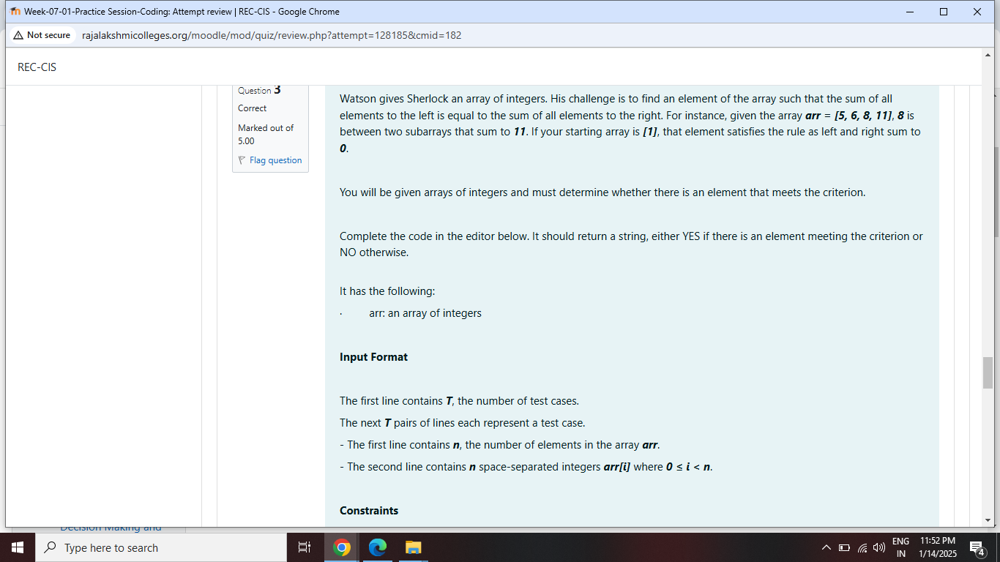 Week-07-01-Practice Session-Coding: Attempt review | REC-CIS - Google Chrome
Not secure
rajalakshmicolleges.org/moodle/mod/quiz/review.php?attempt=128185&cmid=182
REC-CIS
Question 3
Correct
Marked out of
5.00
Flag question
Watson gives Sherlock an array of integers. His challenge is to find an element of the array such that the sum of all
elements to the left is equal to the sum of all elements to the right. For instance, given the array arr = [5, 6, 8, 11], 8 is
between two subarrays that sum to 11. If your starting array is [1], that element satisfies the rule as left and right sum to
0.
You will be given arrays of integers and must determine whether there is an element that meets the criterion.
Complete the code in the editor below. It should return a string, either YES if there is an element meeting the criterion or
NO otherwise.
It has the following:
· arr: an array of integers
Input Format
The first line contains T, the number of test cases.
The next T pairs of lines each represent a test case.
- The first line contains n, the number of elements in the array arr.
- The second line contains n space-separated integers arr[i] where 0 ≤ i < n.
Constraints
Decision Making and
Type here to search
ENG
IN
11:52 PM
1/14/2025
4